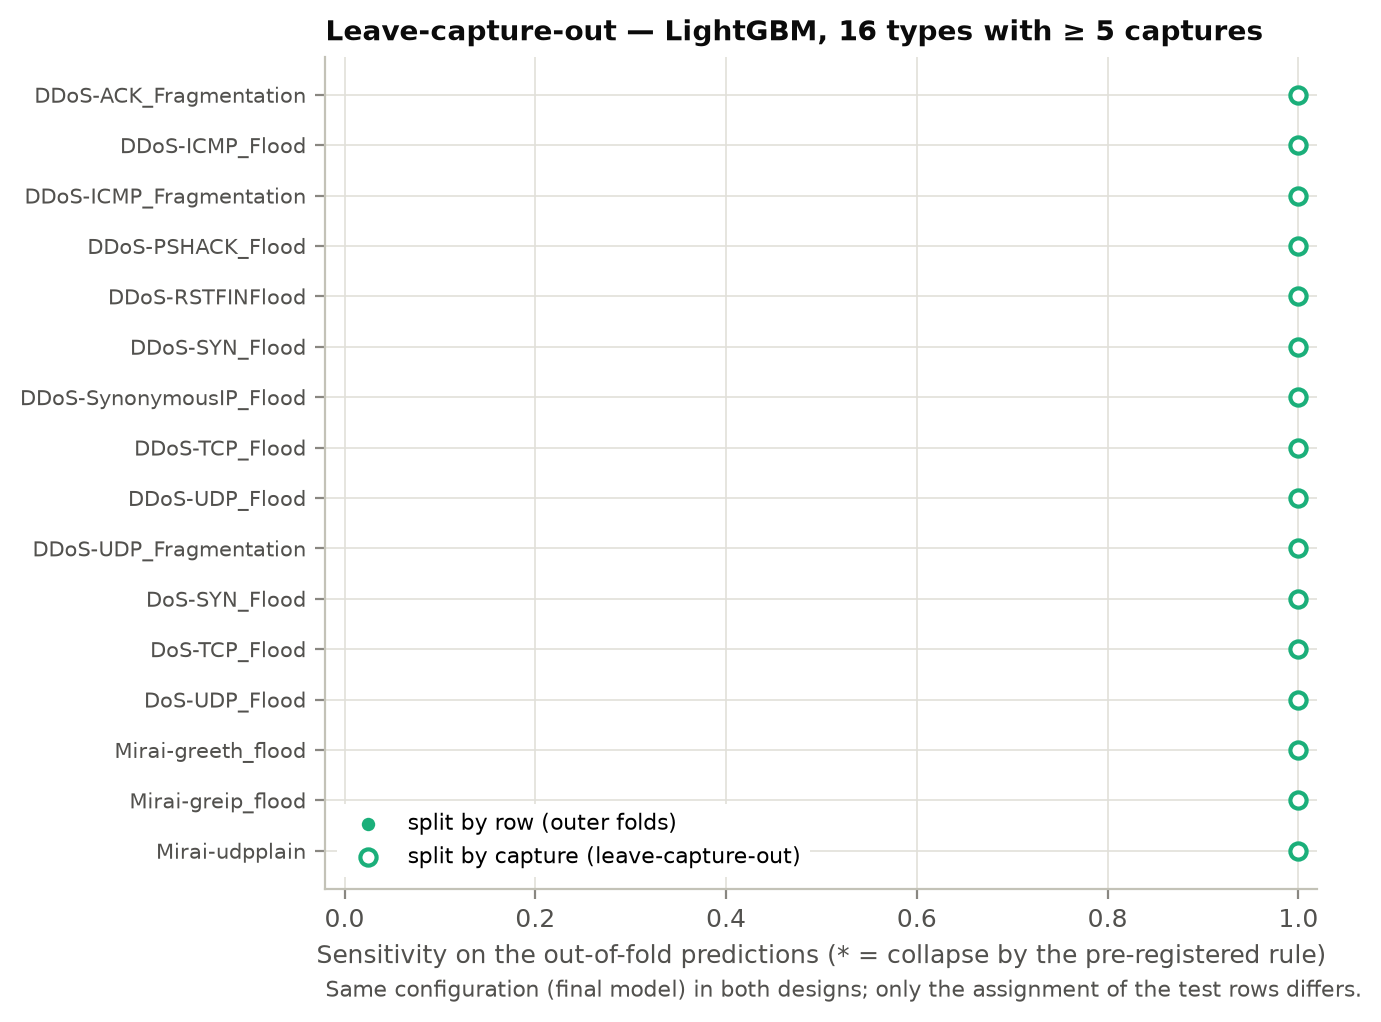 Leave-capture-out — LightGBM, 16 types with ≥ 5 captures
DDoS-ACK_Fragmentation
DDoS-ICMP_Flood
DDoS-ICMP_Fragmentation
DDoS-PSHACK_Flood
DDoS-RSTFINFlood
DDoS-SYN_Flood
DDoS-SynonymousIP_Flood
DDoS-TCP_Flood
DDoS-UDP_Flood
DDoS-UDP_Fragmentation
DoS-SYN_Flood
DoS-TCP_Flood
DoS-UDP_Flood
Mirai-greeth_flood
Mirai-greip_flood
Mirai-udpplain
split by row (outer folds)
split by capture (leave-capture-out)
0.0 0.2 0.4 0.6 0.8 1.0
Sensitivity on the out-of-fold predictions (* = collapse by the pre-registered rule)
Same configuration (final model) in both designs; only the assignment of the test rows differs.